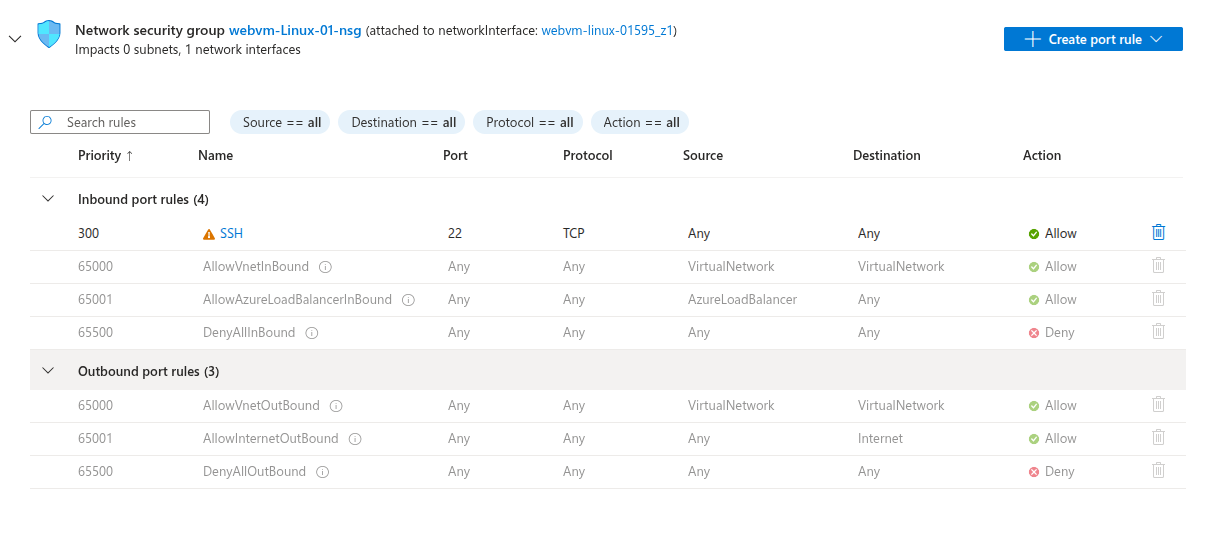 Network security group webvm-Linux-01-nsg (attached to networkInterface: webvm-linux-01595_z1)
Impacts 0 subnets, 1 network interfaces
Create port rule
Search rules
Source == all Destination == all Protocol == all Action == all
Priority ↑ Name Port Protocol Source Destination Action
Inbound port rules (4)
300 SSH 22 TCP Any Any Allow
65000 AllowVnetInBound Any Any VirtualNetwork VirtualNetwork Allow
65001 AllowAzureLoadBalancerInBound Any Any AzureLoadBalancer Any Allow
65500 DenyAllInBound Any Any Any Any Deny
Outbound port rules (3)
65000 AllowVnetOutBound Any Any VirtualNetwork VirtualNetwork Allow
65001 AllowInternetOutBound Any Any Any Internet Allow
65500 DenyAllOutBound Any Any Any Any Deny